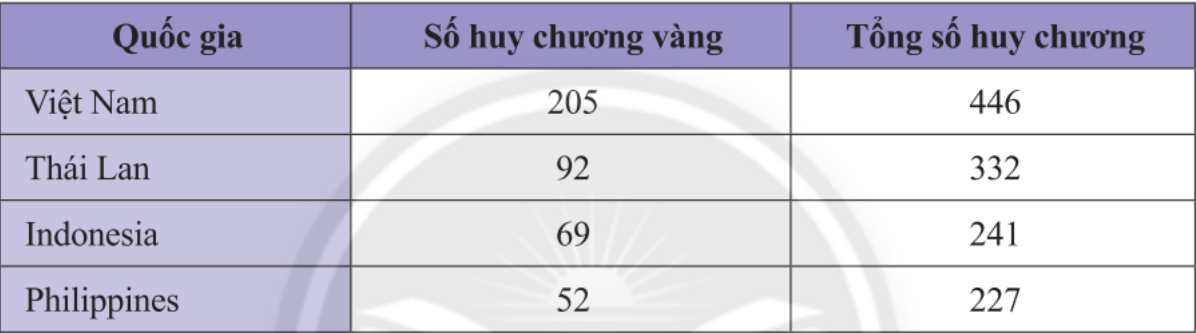 Quốc gia Số huy chương vàng Tổng số huy chương
Việt Nam 205 446
Thái Lan 92 332
Indonesia 69 241
Philippines 52 227